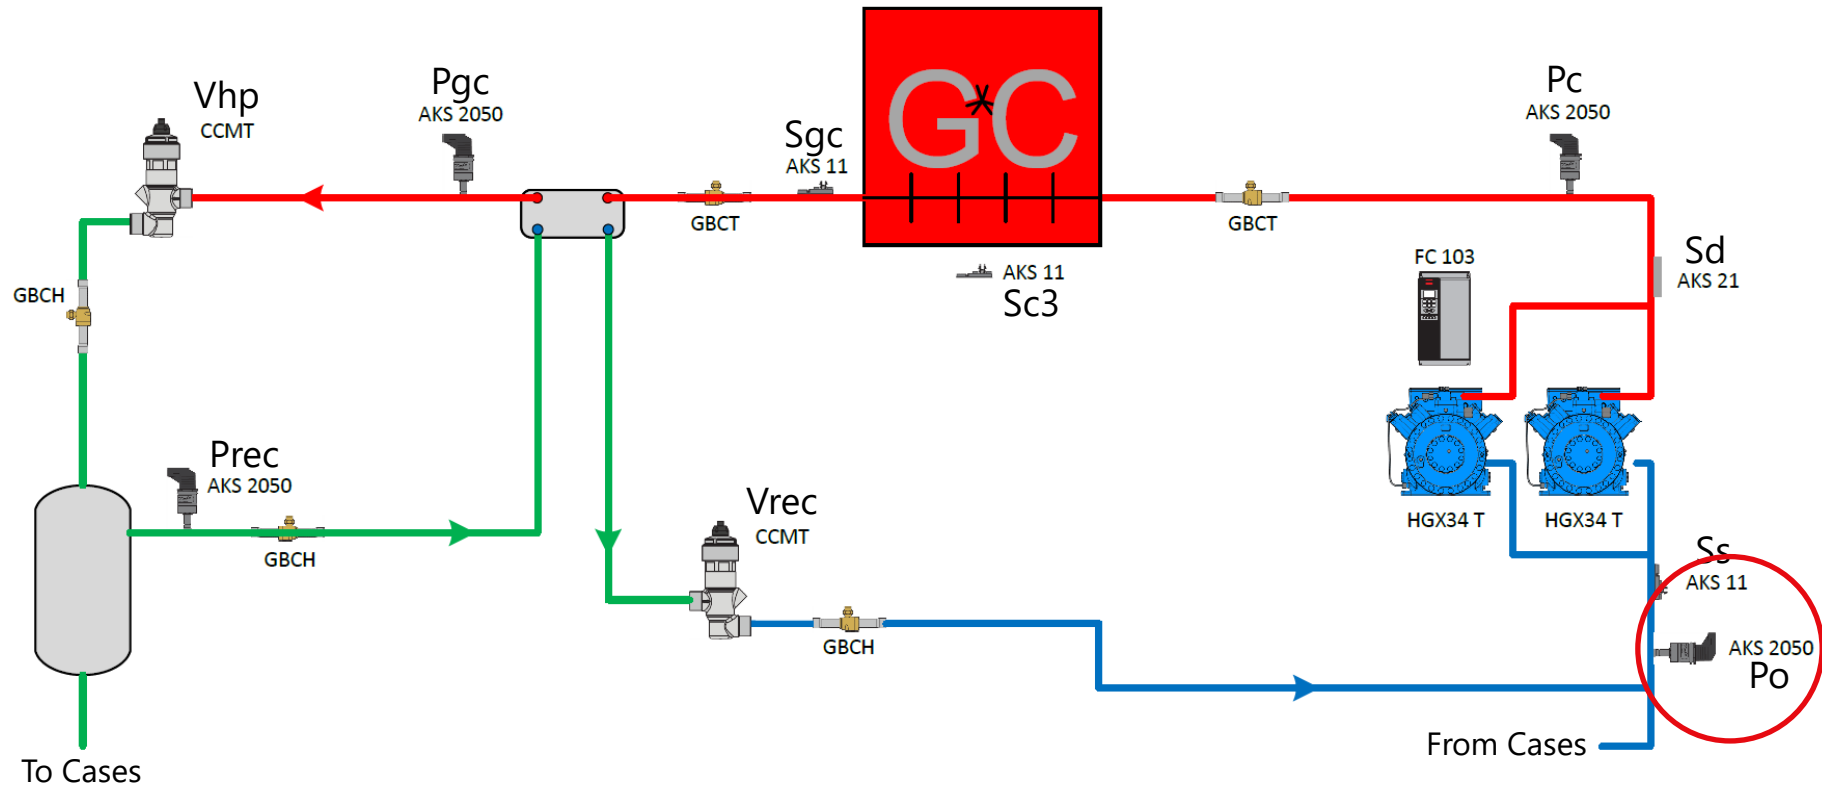 Vhp
CCMT
Pgc
AKS 2050
Sgc
AKS 11
GC
Pc
AKS 2050
GBCT
GBCT
FC 103
Sd
AKS 21
AKS 11
Sc3
GBCH
Prec
AKS 2050
GBCH
Vrec
CCMT
GBCH
HGX34 T
HGX34 T
Ss
AKS 11
AKS 2050
Po
From Cases
To Cases